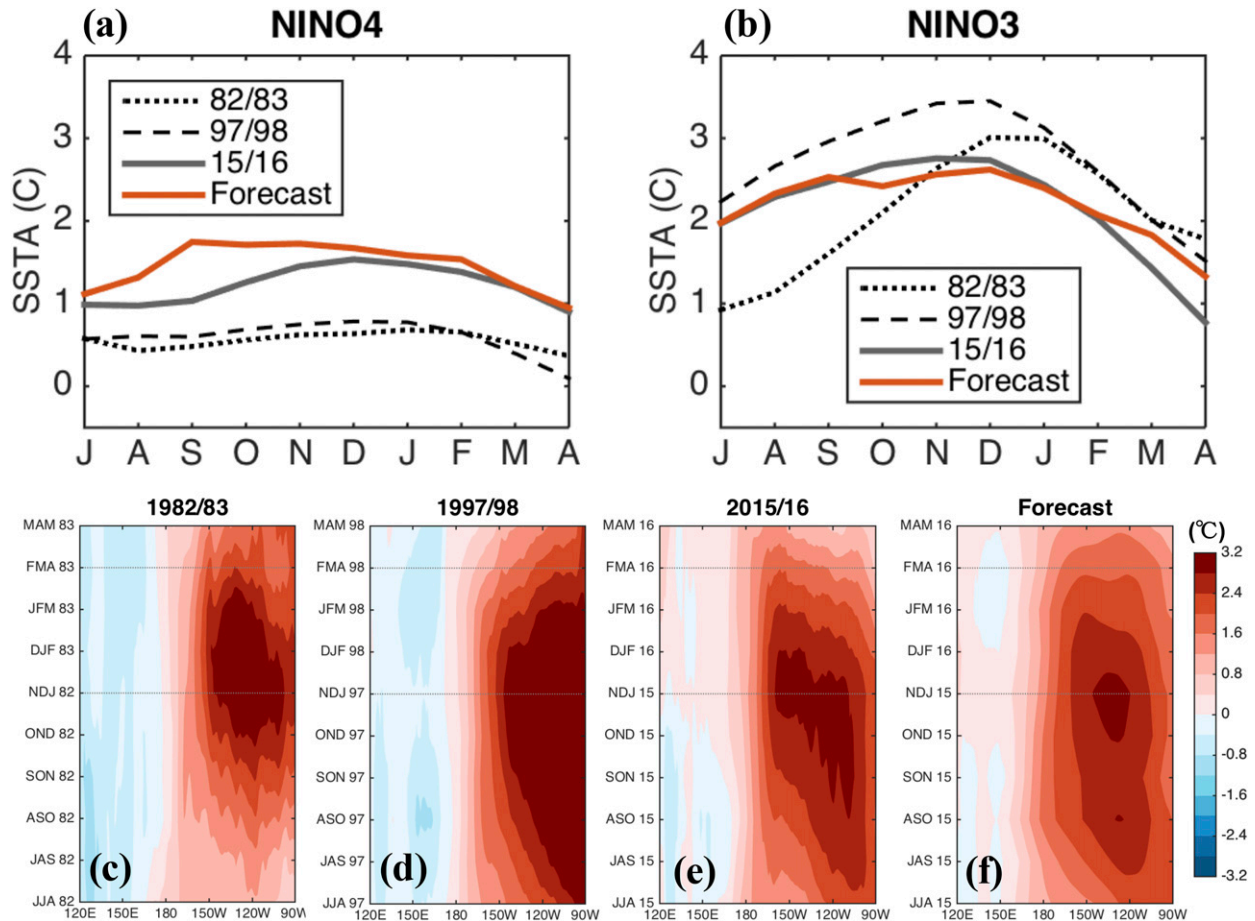 (a) NINO4
4
3
2
1
0
SSTA (C)
82/83
97/98
15/16
Forecast
J A S O N D J F M A
(b) NINO3
4
3
2
1
0
SSTA (C)
82/83
97/98
15/16
Forecast
J A S O N D J F M A
1982/83
MAM 83
FMA 83
JFM 83
DJF 83
NDJ 82
OND 82
SON 82
ASO 82
JAS 82
JJA 82
(c)
120E 150E 180 150W 120W 90W
1997/98
MAM 98
FMA 98
JFM 98
DJF 98
NDJ 97
OND 97
SON 97
ASO 97
JAS 97
JJA 97
(d)
120E 150E 180 150W 120W 90W
2015/16
MAM 16
FMA 16
JFM 16
DJF 16
NDJ 15
OND 15
SON 15
ASO 15
JAS 15
JJA 15
(e)
120E 150E 180 150W 120W 90W
Forecast
MAM 16
FMA 16
JFM 16
DJF 16
NDJ 15
OND 15
SON 15
ASO 15
JAS 15
JJA 15
(f)
120E 150E 180 150W 120W 90W
(℃)
3.2
2.4
1.6
0.8
0
-0.8
-1.6
-2.4
-3.2